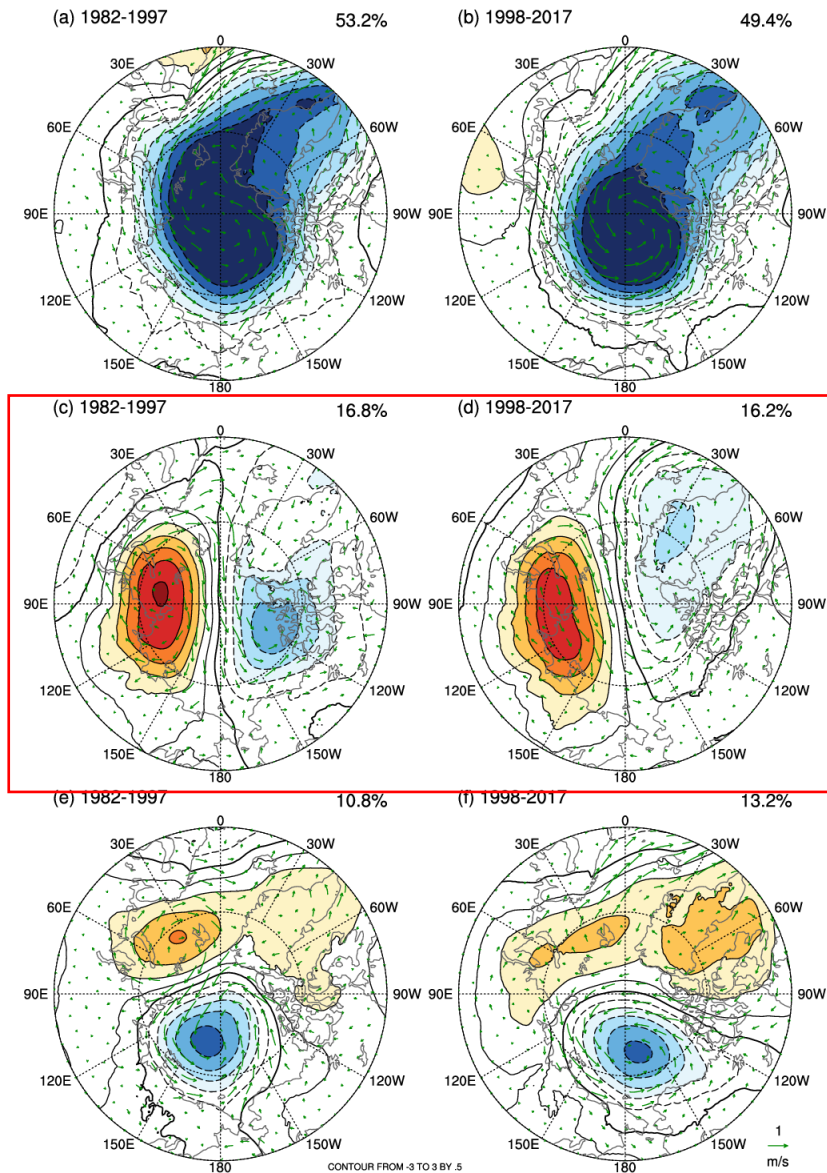 (a) 1982-1997 53.2% (b) 1998-2017 49.4%
0 0
30E 30W 30E 30W
60E 60W 60E 60W
90E 90W 90E 90W
120E 120W 120E 120W
150E 150W 150E 150W
180 180
(c) 1982-1997 16.8% (d) 1998-2017 16.2%
0 0
30E 30W 30E 30W
60E 60W 60E 60W
90E 90W 90E 90W
120E 120W 120E 120W
150E 150W 150E 150W
180 180
(e) 1982-1997 10.8% (f) 1998-2017 13.2%
0 0
30E 30W 30E 30W
60E 60W 60E 60W
90E 90W 90E 90W
120E 120W 120E 120W
150E 150W 150E 150W
180 180
1
m/s
CONTOUR FROM -3 TO 3 BY .5